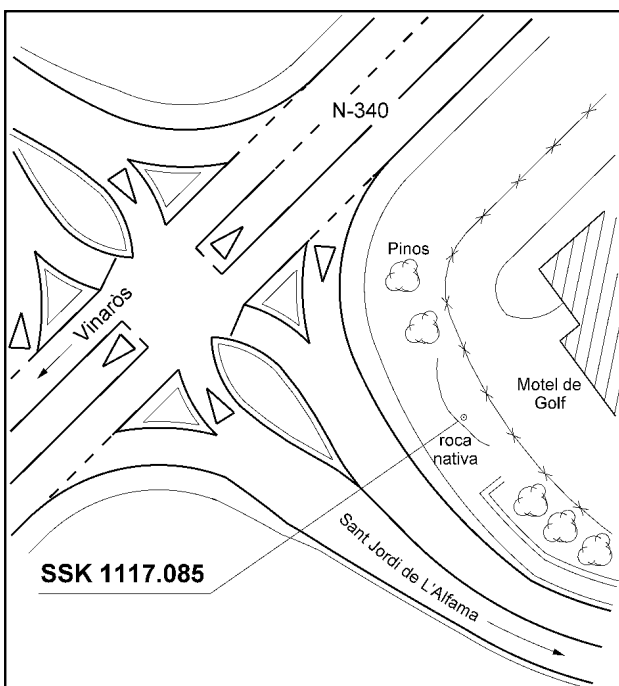 N-340
Pinos
Vinaròs
Motel de
Golf
roca
nativa
SSK 1117.085
Sant Jordi de L'Alfama